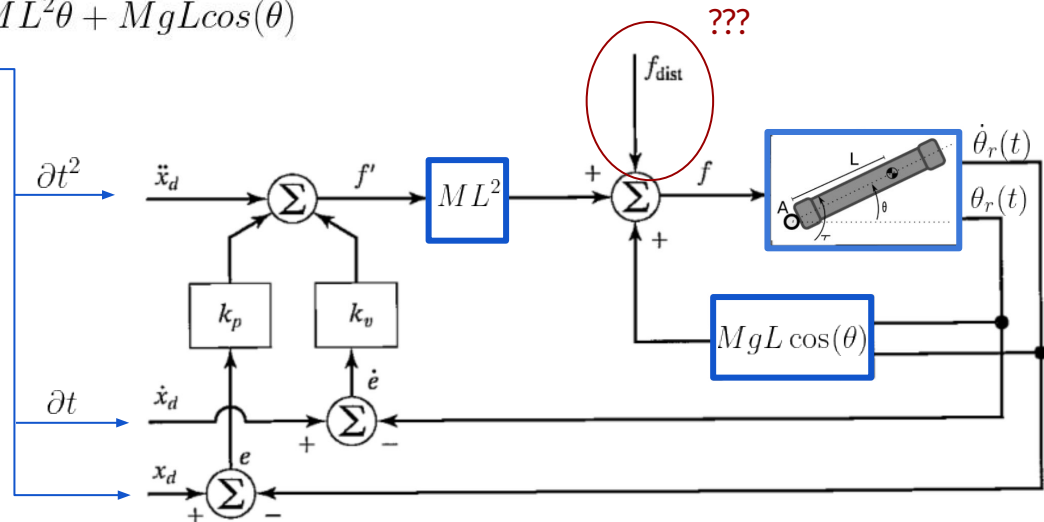 ML²θ + MgLcos(θ)
???
f_dist
∂t²
ẍ_d
Σ
f′
ML²
+
Σ
f
L
A
θ
τ
θ̇_r(t)
θ_r(t)
+
k_p
k_v
MgL cos(θ)
∂t
ẋ_d
ė
+
Σ
−
x_d
e
+
Σ
−